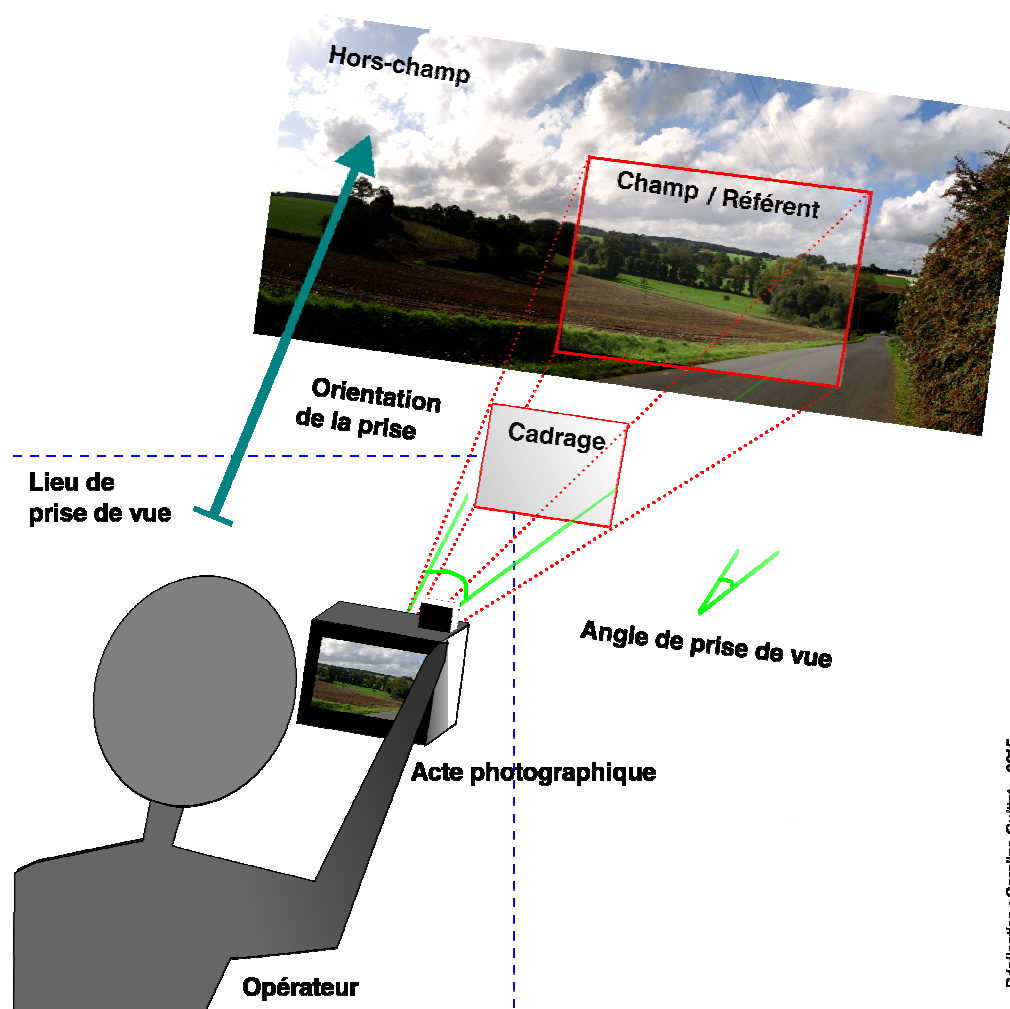 Hors-champ
Champ / Référent
Orientation
de la prise
Cadrage
Lieu de
prise de vue
Angle de prise de vue
Acte photographique
Opérateur